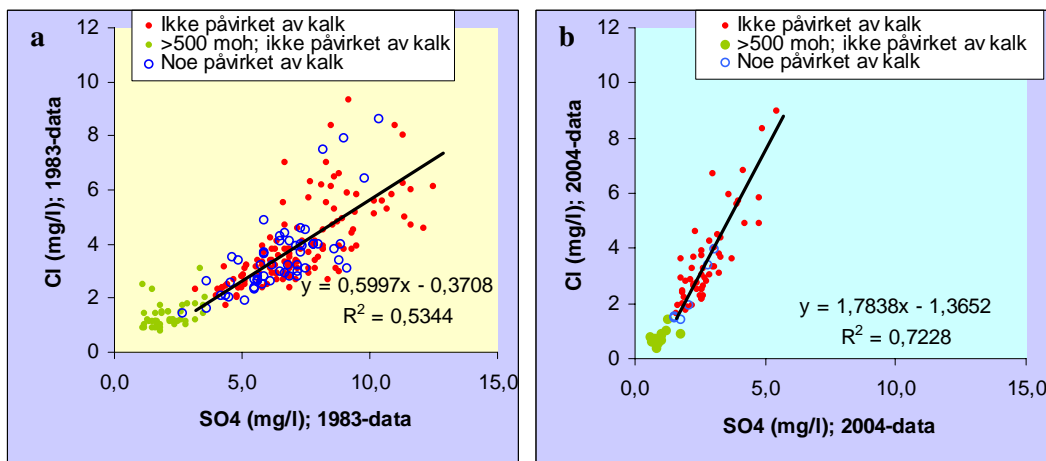 a
Ikke påvirket av kalk
>500 moh; ikke påvirket av kalk
Noe påvirket av kalk
12
10
8
6
4
2
0
Cl (mg/l); 1983-data
y = 0,5997x - 0,3708
R² = 0,5344
0,0 5,0 10,0 15,0
SO4 (mg/l); 1983-data
b
Ikke påvirket av kalk
>500 moh; ikke påvirket av kalk
Noe påvirket av kalk
12
10
8
6
4
2
0
Cl (mg/l); 2004-data
y = 1,7838x - 1,3652
R² = 0,7228
0,0 5,0 10,0 15,0
SO4 (mg/l); 2004-data